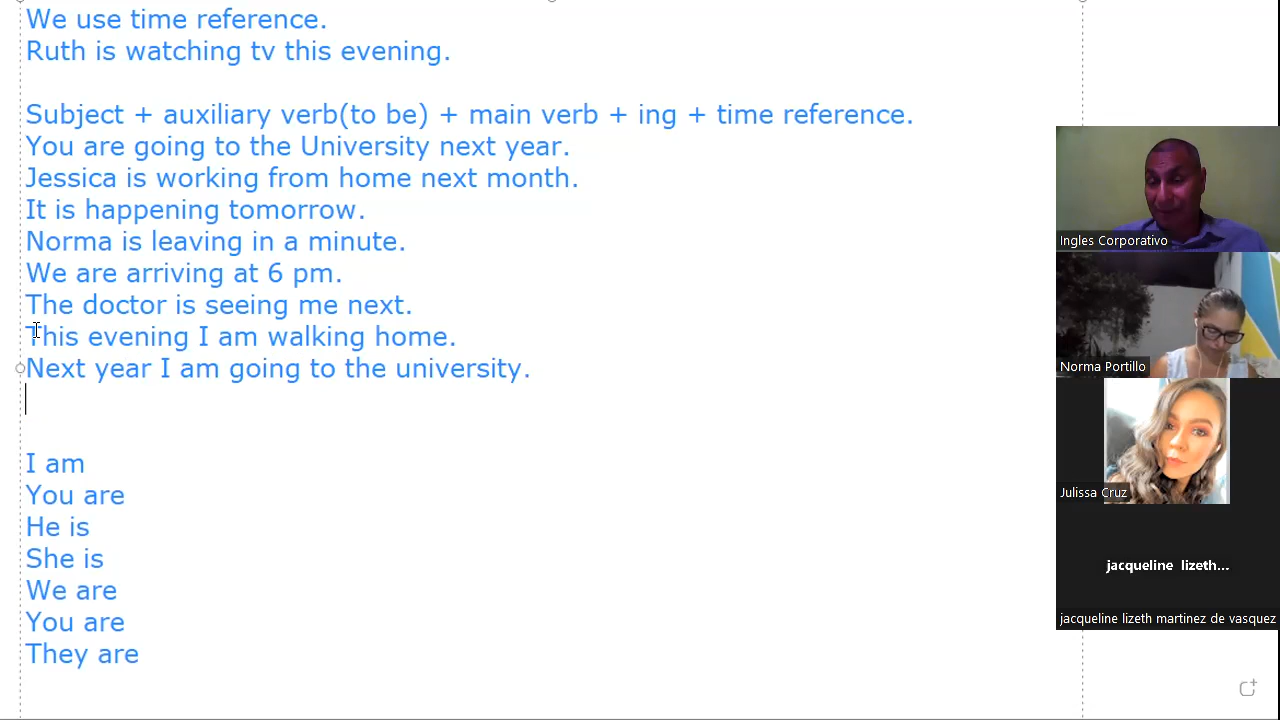 We use time reference.
Ruth is watching tv this evening.
Subject + auxiliary verb(to be) + main verb + ing + time reference.
You are going to the University next year.
Jessica is working from home next month.
It is happening tomorrow.
Norma is leaving in a minute.
We are arriving at 6 pm.
The doctor is seeing me next.
This evening I am walking home.
Next year I am going to the university.
I am
You are
He is
She is
We are
You are
They are
Ingles Corporativo
Norma Portillo
Julissa Cruz
jacqueline lizeth...
jacqueline lizeth martinez de vasquez